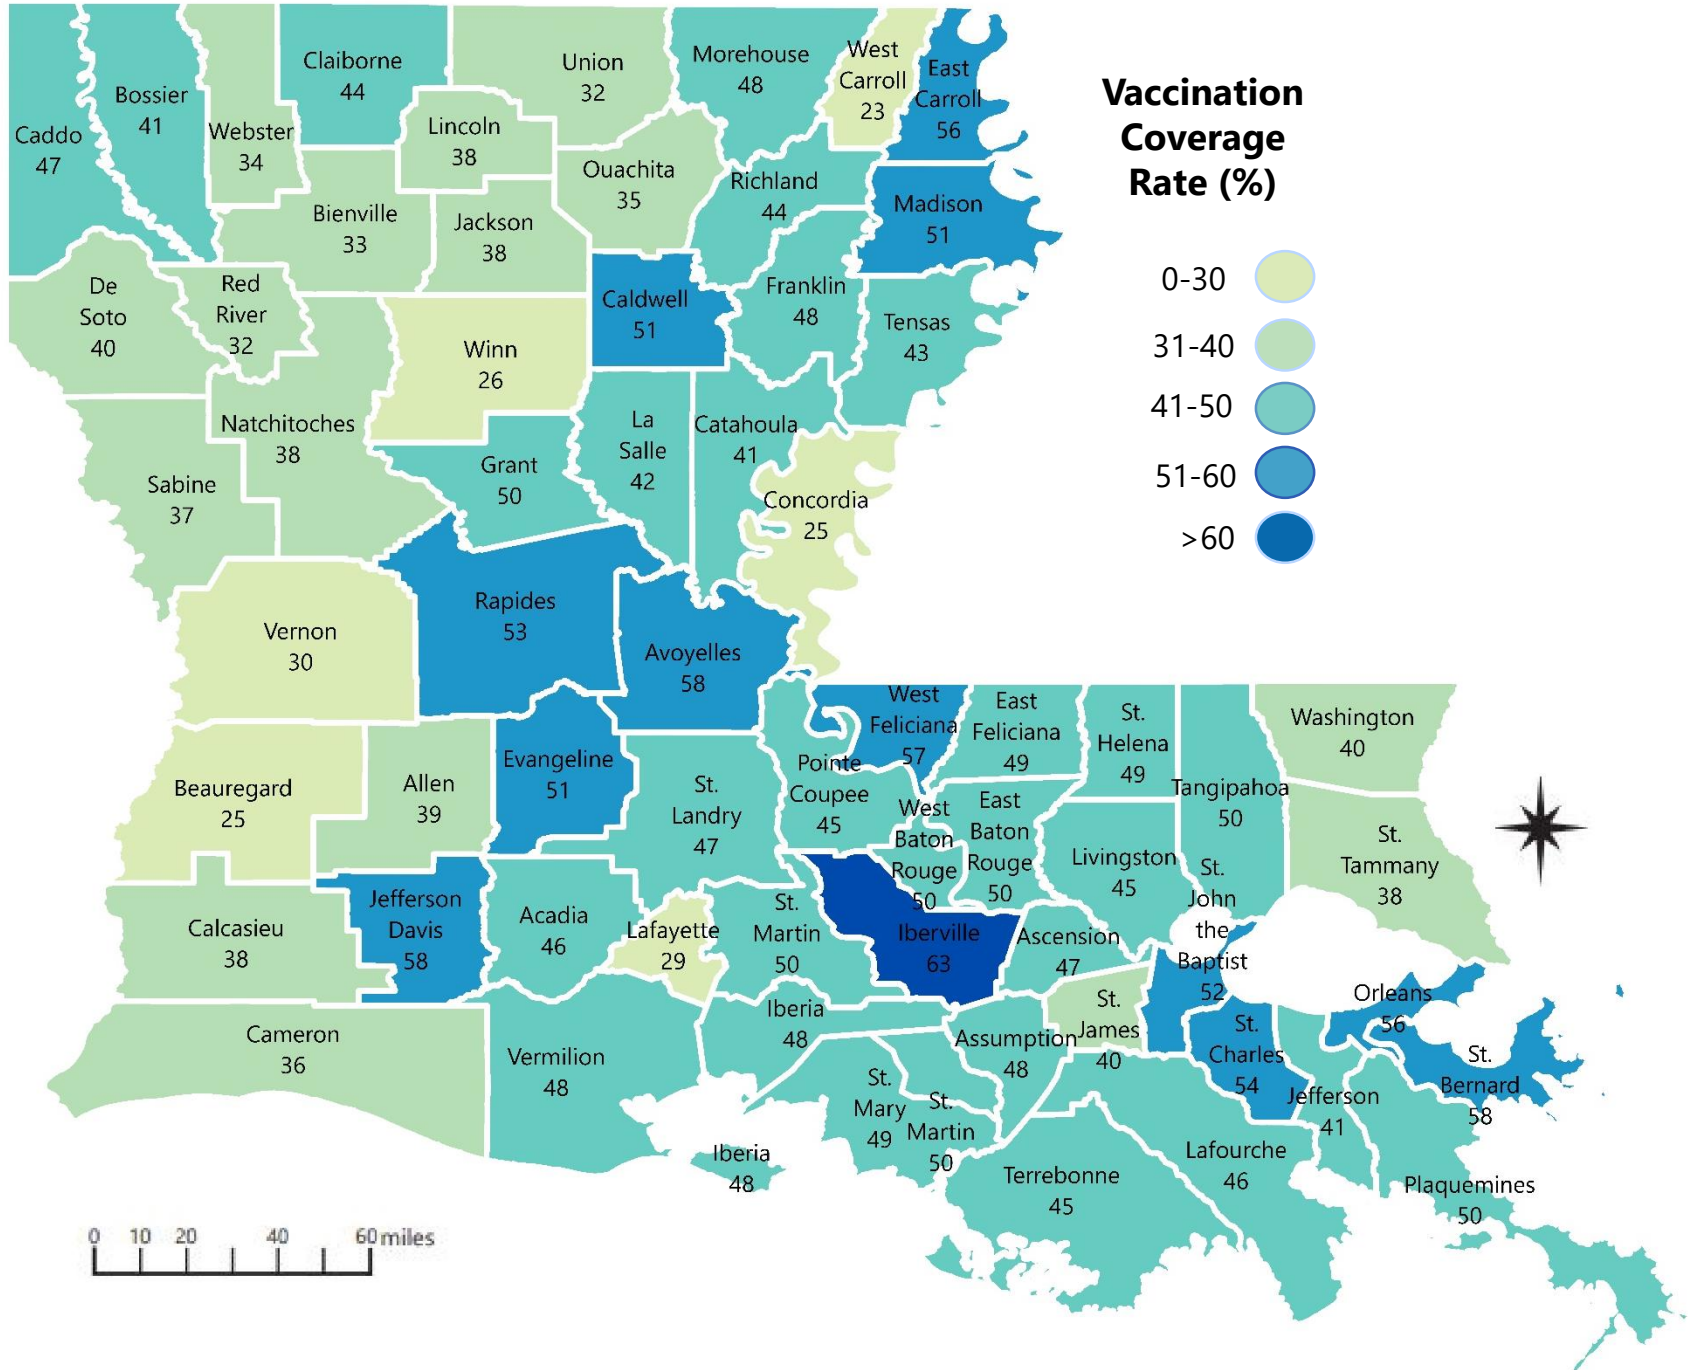 Vaccination
Coverage
Rate (%)
0-30
31-40
41-50
51-60
>60
Caddo
47
Bossier
41
Webster
34
Claiborne
44
Union
32
Lincoln
38
Morehouse
48
West
Carroll
23
East
Carroll
56
Ouachita
35
Richland
44
Madison
51
Bienville
33
Jackson
38
De
Soto
40
Red
River
32
Caldwell
51
Franklin
48
Tensas
43
Winn
26
Natchitoches
38
Sabine
37
Grant
50
La
Salle
42
Catahoula
41
Concordia
25
Vernon
30
Rapides
53
Avoyelles
58
Beauregard
25
Allen
39
Evangeline
51
St.
Landry
47
Pointe
Coupee
45
West
Feliciana
57
East
Feliciana
49
St.
Helena
49
Tangipahoa
50
Washington
40
St.
Tammany
38
West
Baton
Rouge
50
East
Baton
Rouge
50
Livingston
45
St.
John
the
Baptist
52
Calcasieu
38
Jefferson
Davis
58
Acadia
46
Lafayette
29
St.
Martin
50
Iberville
63
Ascension
47
St.
James
40
Cameron
36
Vermilion
48
Iberia
48
Assumption
48
St.
Charles
54
Orleans
56
St.
Bernard
58
Jefferson
41
St.
Mary
49
St.
Martin
50
Iberia
48
Terrebonne
45
Lafourche
46
Plaquemines
50
0 10 20 40 60 miles